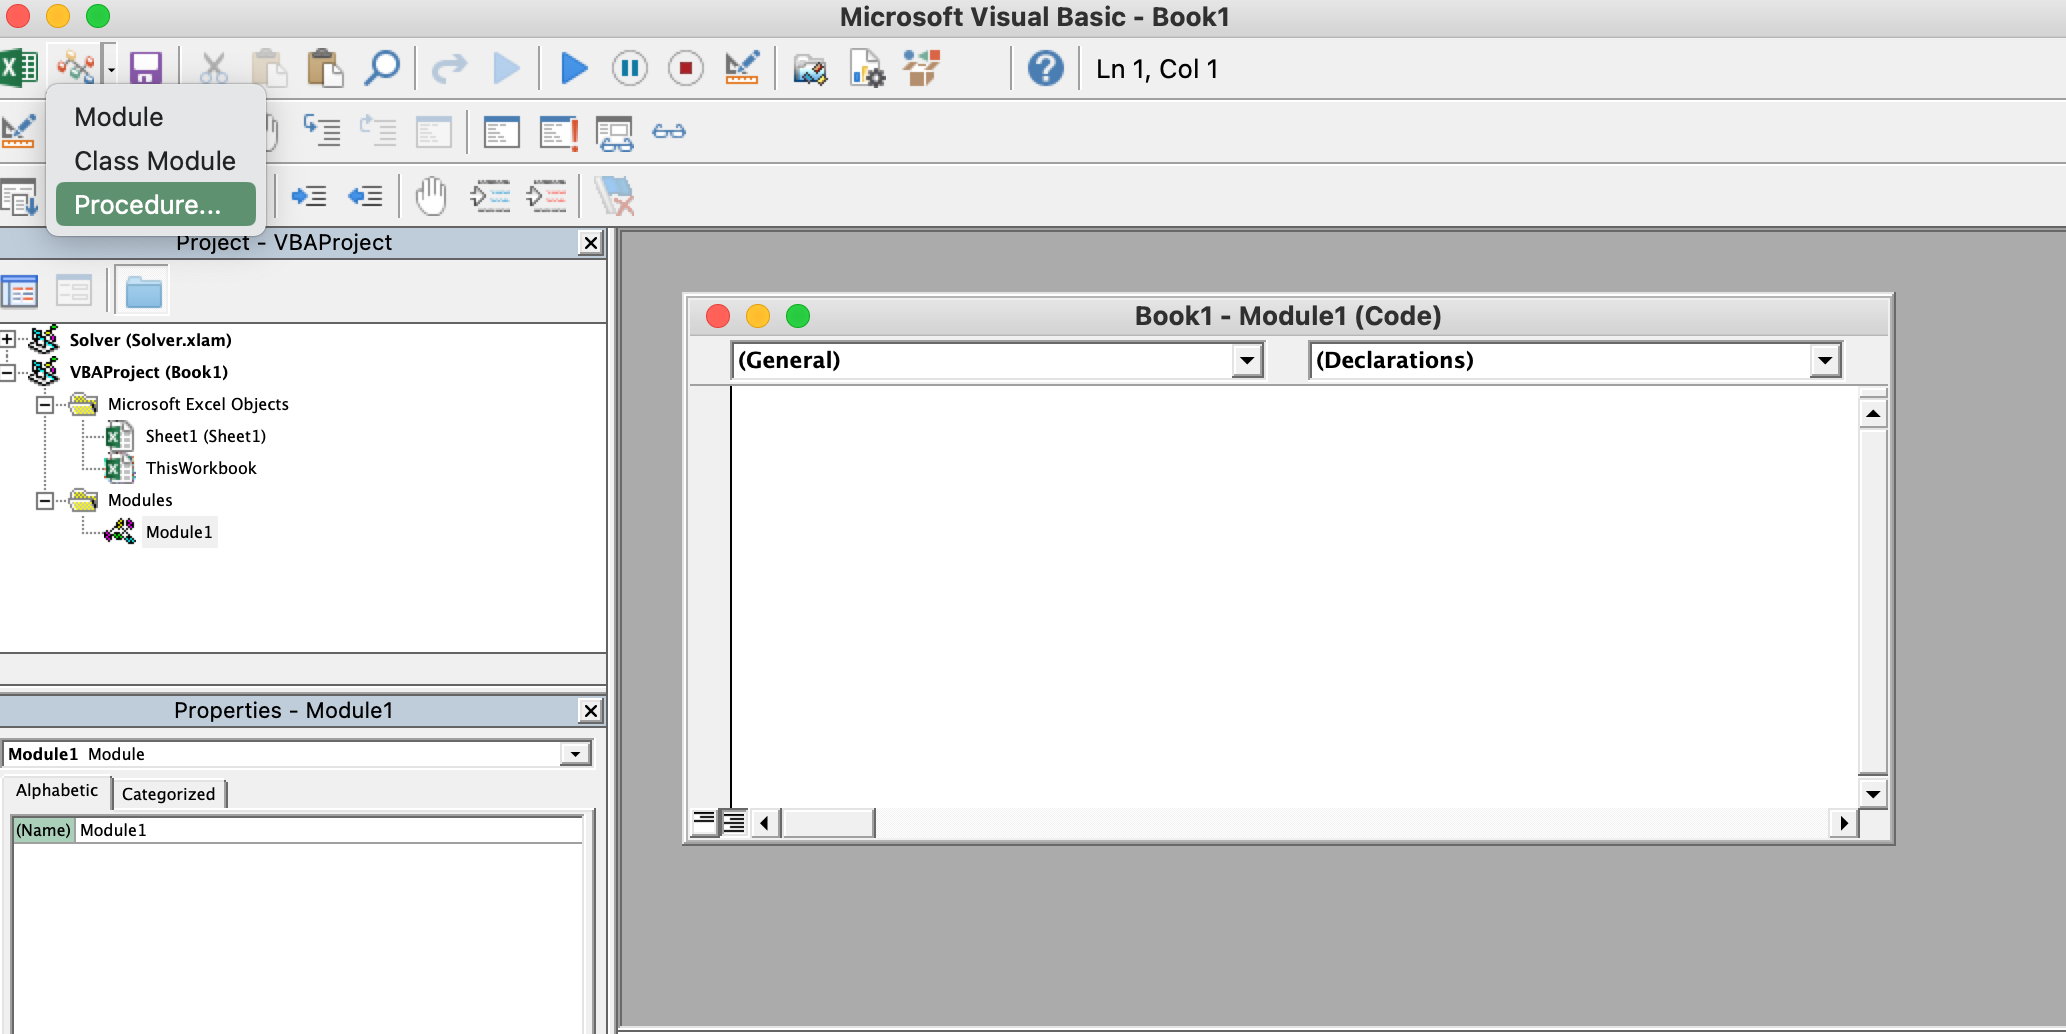 Microsoft Visual Basic - Book1
Ln 1, Col 1
Module
Class Module
Procedure...
Project - VBAProject
Solver (Solver.xlam)
VBAProject (Book1)
Microsoft Excel Objects
Sheet1 (Sheet1)
ThisWorkbook
Modules
Module1
Properties - Module1
Module1 Module
Alphabetic
Categorized
(Name) Module1
Book1 - Module1 (Code)
(General)
(Declarations)